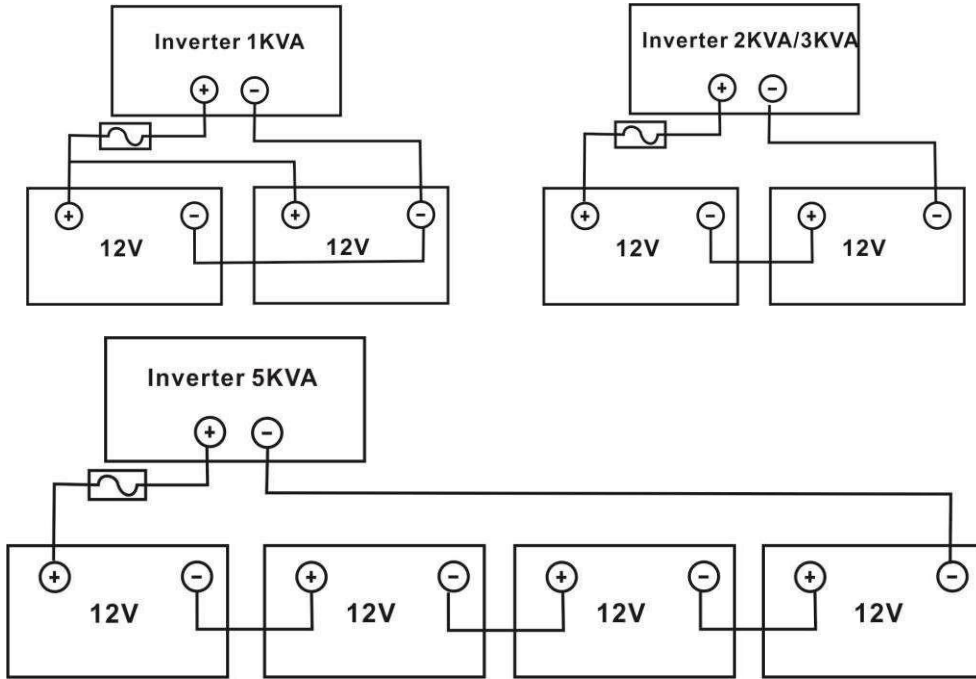 Inverter 1KVA
+ −
+ − + −
12V 12V
Inverter 2KVA/3KVA
+ −
+ − + −
12V 12V
Inverter 5KVA
+ −
+ − + − + − + −
12V 12V 12V 12V